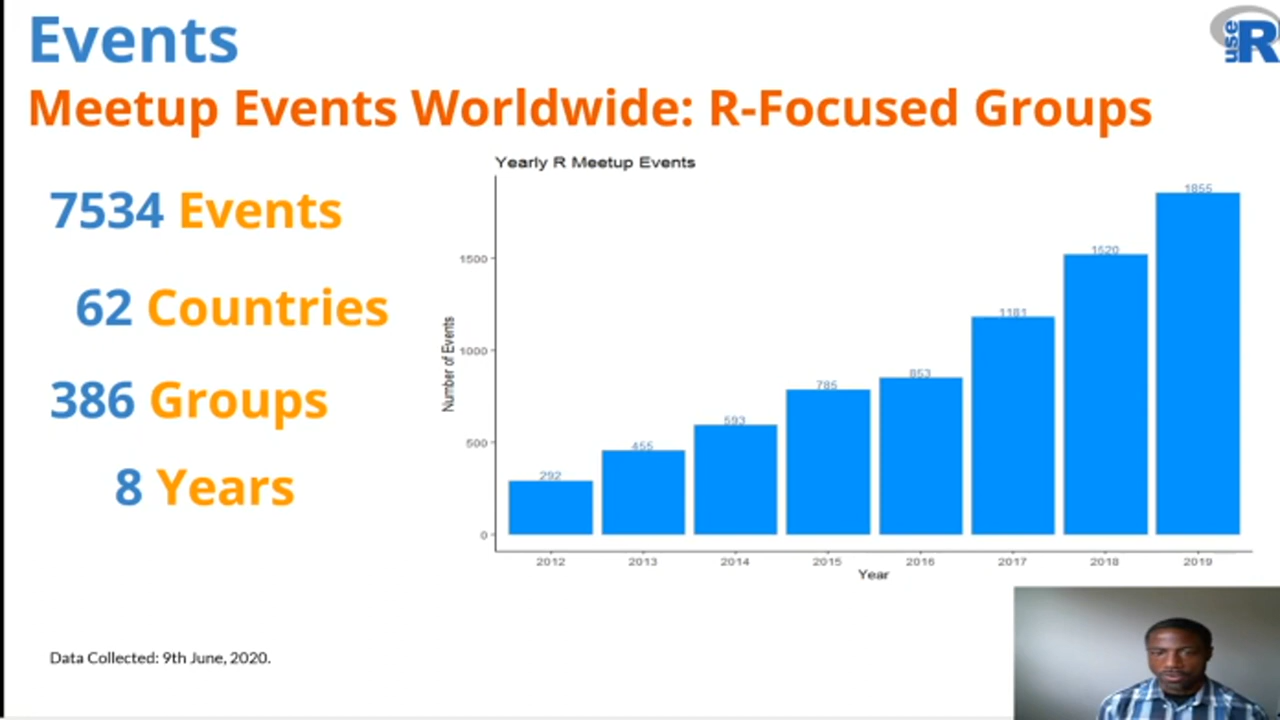 Events
use R
Meetup Events Worldwide: R-Focused Groups
7534 Events
62 Countries
386 Groups
8 Years
Yearly R Meetup Events
Number of Events
1500
1000
500
0
292
455
593
785
853
1181
1520
1855
2012 2013 2014 2015 2016 2017 2018 2019
Year
Data Collected: 9th June, 2020.